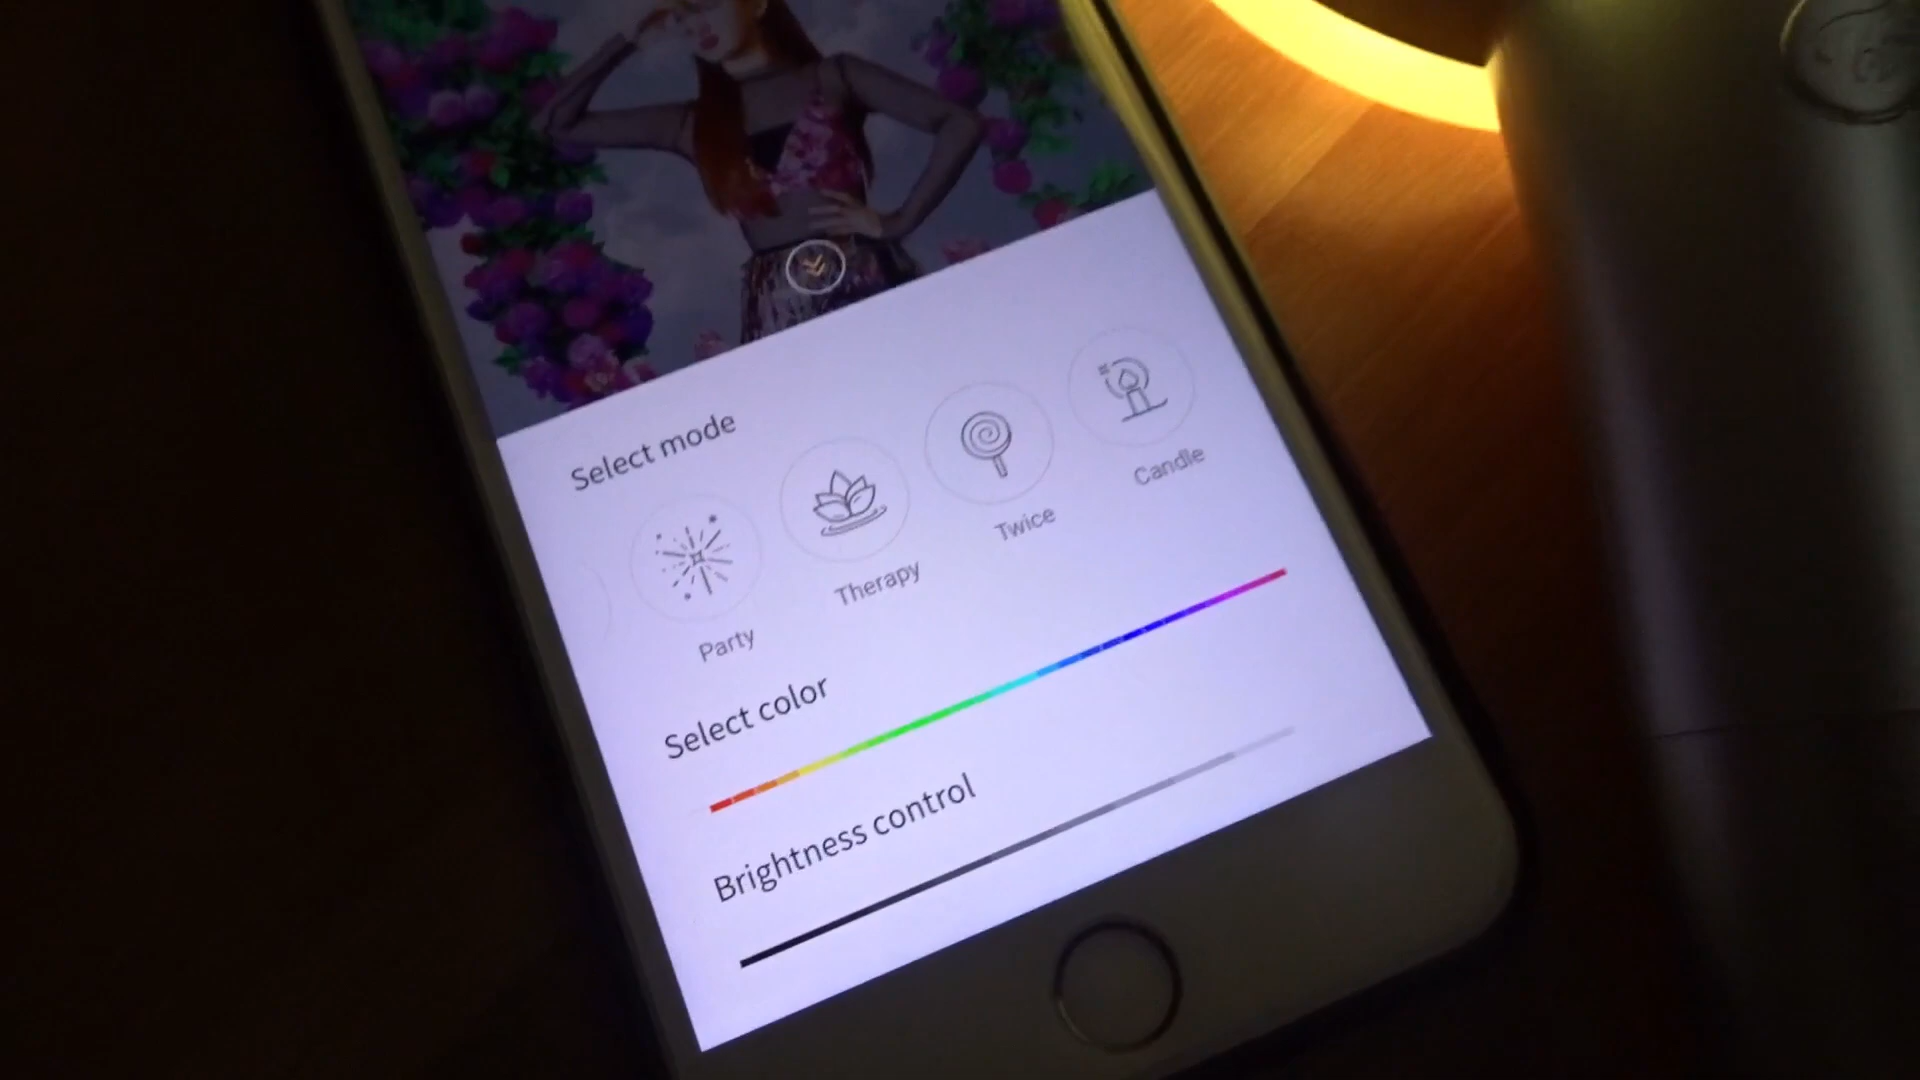 Select mode
Party
Therapy
Twice
Candle
Select color
Brightness control